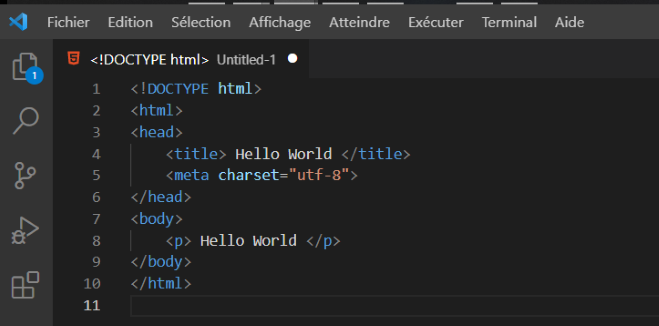 Fichier Edition Sélection Affichage Atteindre Exécuter Terminal Aide
<!DOCTYPE html> Untitled-1
1
1 <!DOCTYPE html>
2 <html>
3 <head>
4     <title> Hello World </title>
5     <meta charset="utf-8">
6 </head>
7 <body>
8     <p> Hello World </p>
9 </body>
10 </html>
11